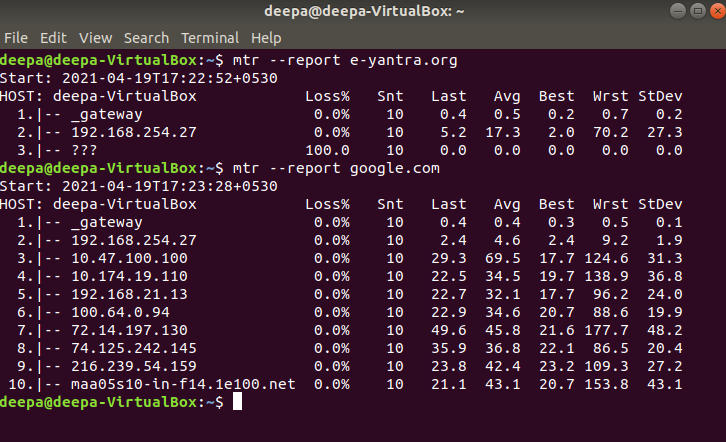 deepa@deepa-VirtualBox: ~
File Edit View Search Terminal Help
deepa@deepa-VirtualBox:~$ mtr --report e-yantra.org
Start: 2021-04-19T17:22:52+0530
HOST: deepa-VirtualBox Loss% Snt Last Avg Best Wrst StDev
1.|-- _gateway 0.0% 10 0.4 0.5 0.2 0.7 0.2
2.|-- 192.168.254.27 0.0% 10 5.2 17.3 2.0 70.2 27.3
3.|-- ??? 100.0 10 0.0 0.0 0.0 0.0 0.0
deepa@deepa-VirtualBox:~$ mtr --report google.com
Start: 2021-04-19T17:23:28+0530
HOST: deepa-VirtualBox Loss% Snt Last Avg Best Wrst StDev
1.|-- _gateway 0.0% 10 0.4 0.4 0.3 0.5 0.1
2.|-- 192.168.254.27 0.0% 10 2.4 4.6 2.4 9.2 1.9
3.|-- 10.47.100.100 0.0% 10 29.3 69.5 17.7 124.6 31.3
4.|-- 10.174.19.110 0.0% 10 22.5 34.5 19.7 138.9 36.8
5.|-- 192.168.21.13 0.0% 10 22.7 32.1 17.7 96.2 24.0
6.|-- 100.64.0.94 0.0% 10 22.9 34.6 20.7 88.6 19.9
7.|-- 72.14.197.130 0.0% 10 49.6 45.8 21.6 177.7 48.2
8.|-- 74.125.242.145 0.0% 10 35.9 36.8 22.1 86.5 20.4
9.|-- 216.239.54.159 0.0% 10 23.8 42.4 23.2 109.3 27.2
10.|-- maa05s10-in-f14.1e100.net 0.0% 10 21.1 43.1 20.7 153.8 43.1
deepa@deepa-VirtualBox:~$